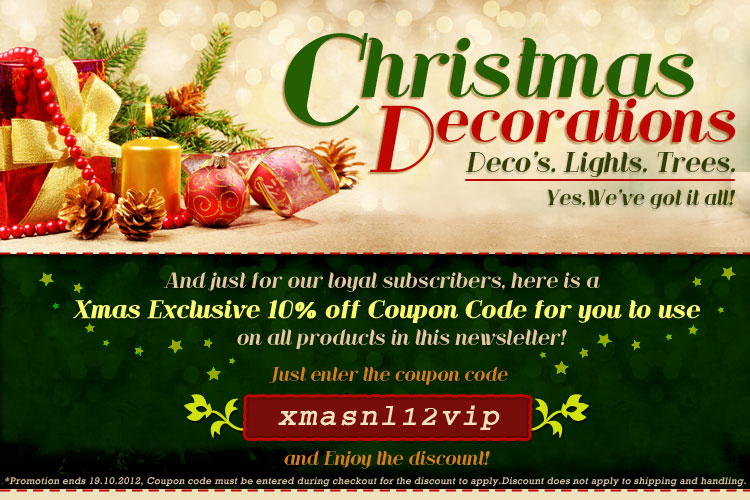 Christmas
Decorations
Deco's. Lights. Trees.
Yes.We've got it all!
And just for our loyal subscribers, here is a
Xmas Exclusive 10% off Coupon Code for you to use
on all products in this newsletter!
Just enter the coupon code
xmasnl12vip
and Enjoy the discount!
*Promotion ends 19.10.2012, Coupon code must be entered during checkout for the discount to apply.Discount does not apply to shipping and handling.